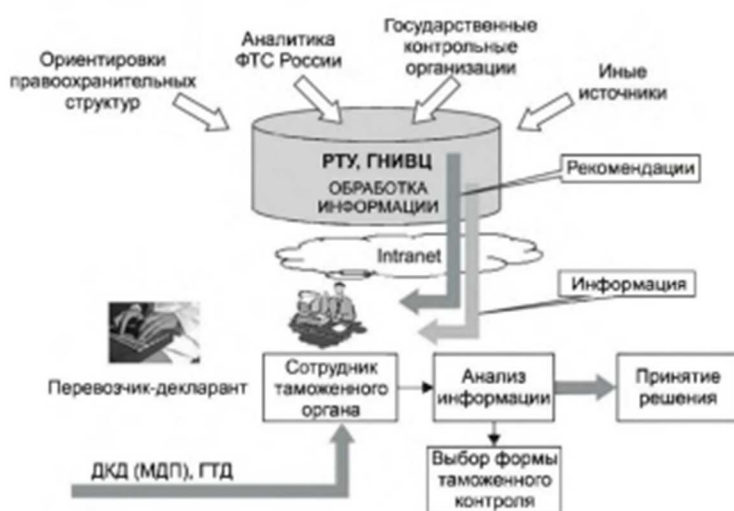 Ориентировки
правоохранительных
структур
Аналитика
ФТС России
Государственные
контрольные
организации
Иные
источники
РТУ, ГНИВЦ
ОБРАБОТКА
ИНФОРМАЦИИ
Рекомендации
Intranet
Информация
Перевозчик-декларант
Сотрудник
таможенного
органа
Анализ
информации
Принятие
решения
ДКД (МДП), ГТД
Выбор формы
таможенного
контроля